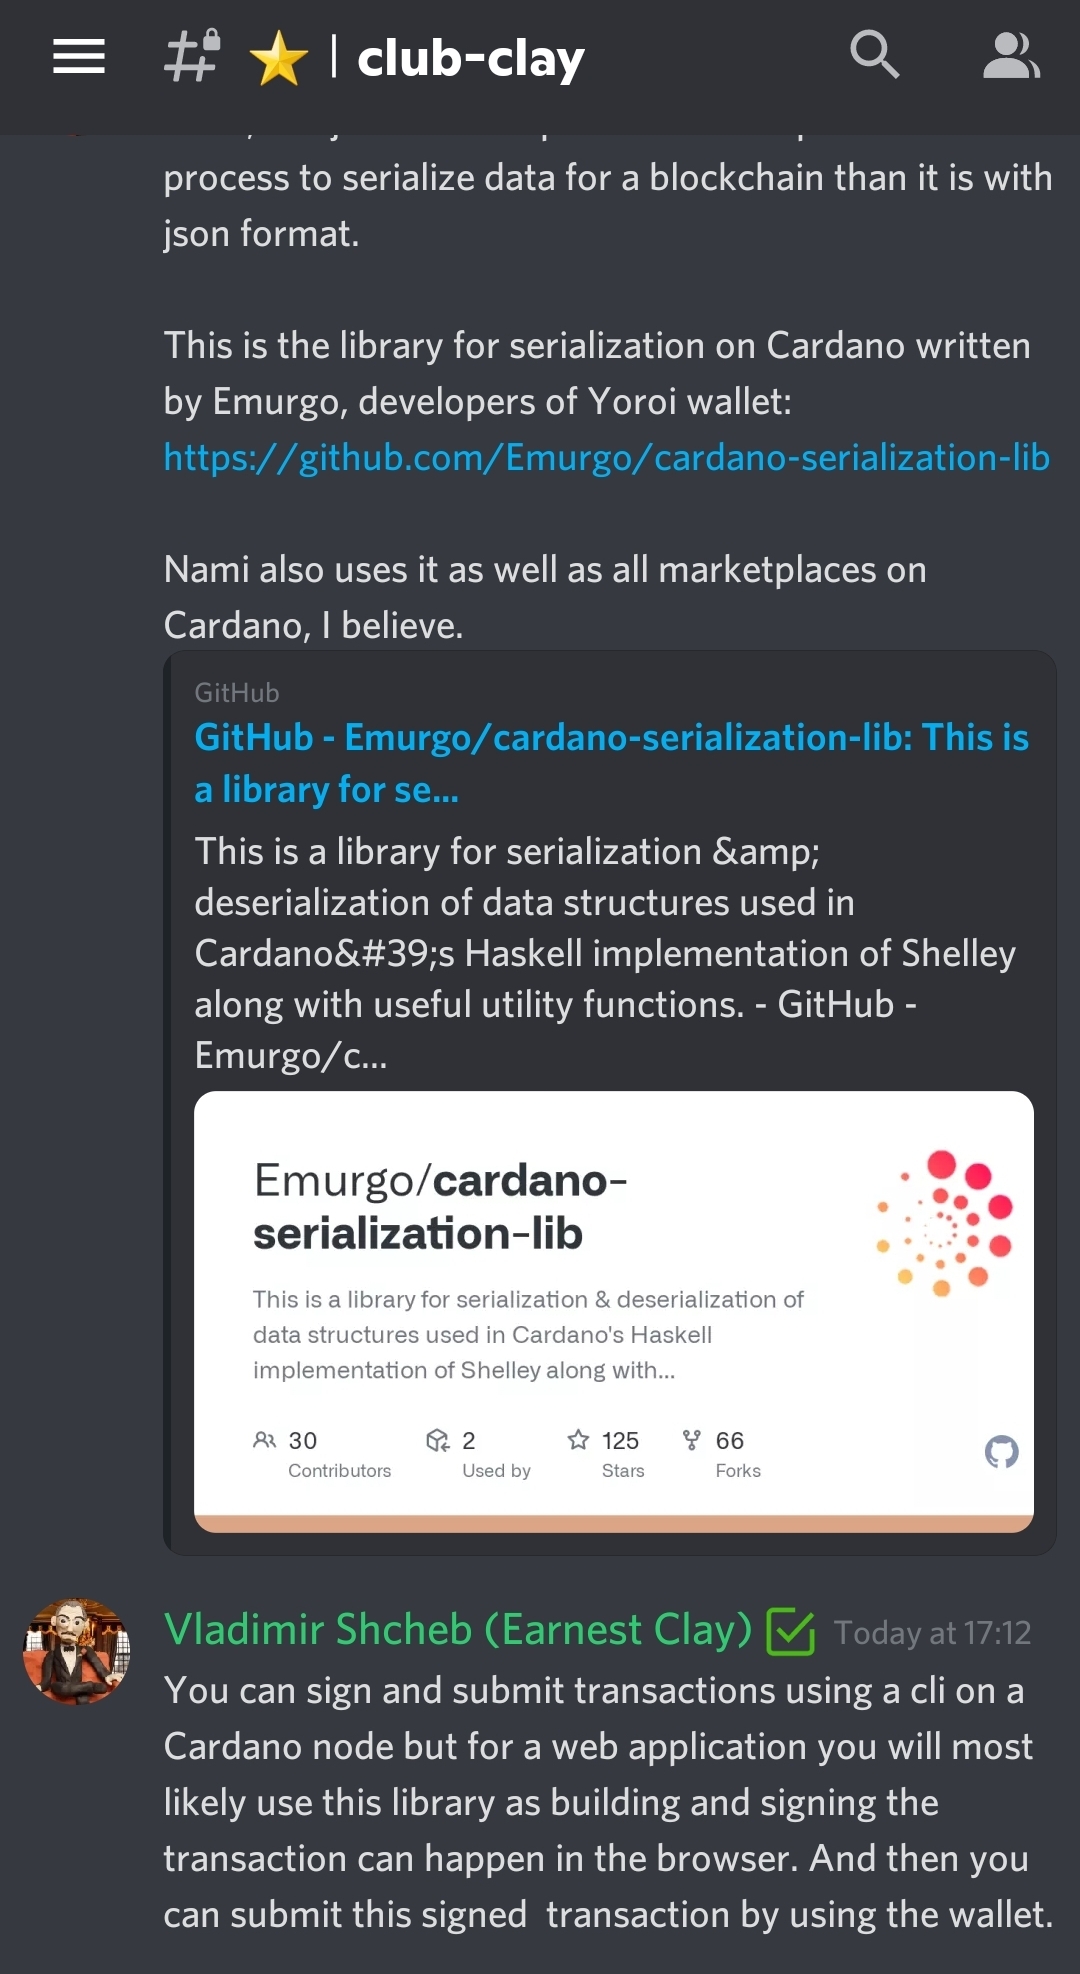 club-clay
process to serialize data for a blockchain than it is with
json format.
This is the library for serialization on Cardano written
by Emurgo, developers of Yoroi wallet:
https://github.com/Emurgo/cardano-serialization-lib
Nami also uses it as well as all marketplaces on
Cardano, I believe.
GitHub
GitHub - Emurgo/cardano-serialization-lib: This is
a library for se...
This is a library for serialization &amp;
deserialization of data structures used in
Cardano&#39;s Haskell implementation of Shelley
along with useful utility functions. - GitHub -
Emurgo/c...
Emurgo/cardano-
serialization-lib
This is a library for serialization & deserialization of
data structures used in Cardano's Haskell
implementation of Shelley along with...
30 2 125 66
Contributors Used by Stars Forks
Vladimir Shcheb (Earnest Clay) Today at 17:12
You can sign and submit transactions using a cli on a
Cardano node but for a web application you will most
likely use this library as building and signing the
transaction can happen in the browser. And then you
can submit this signed  transaction by using the wallet.